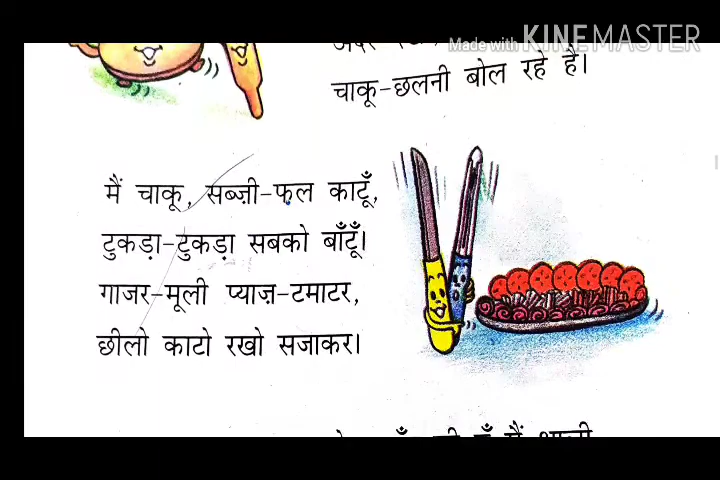 Made with KINEMASTER
चाकू-छलनी बोल रहे हैं।
मैं चाकू, सब्ज़ी-फल काटूँ,
टुकड़ा-टुकड़ा सबको बाँटूँ।
गाजर-मूली प्याज़-टमाटर,
छीलो काटो रखो सजाकर।